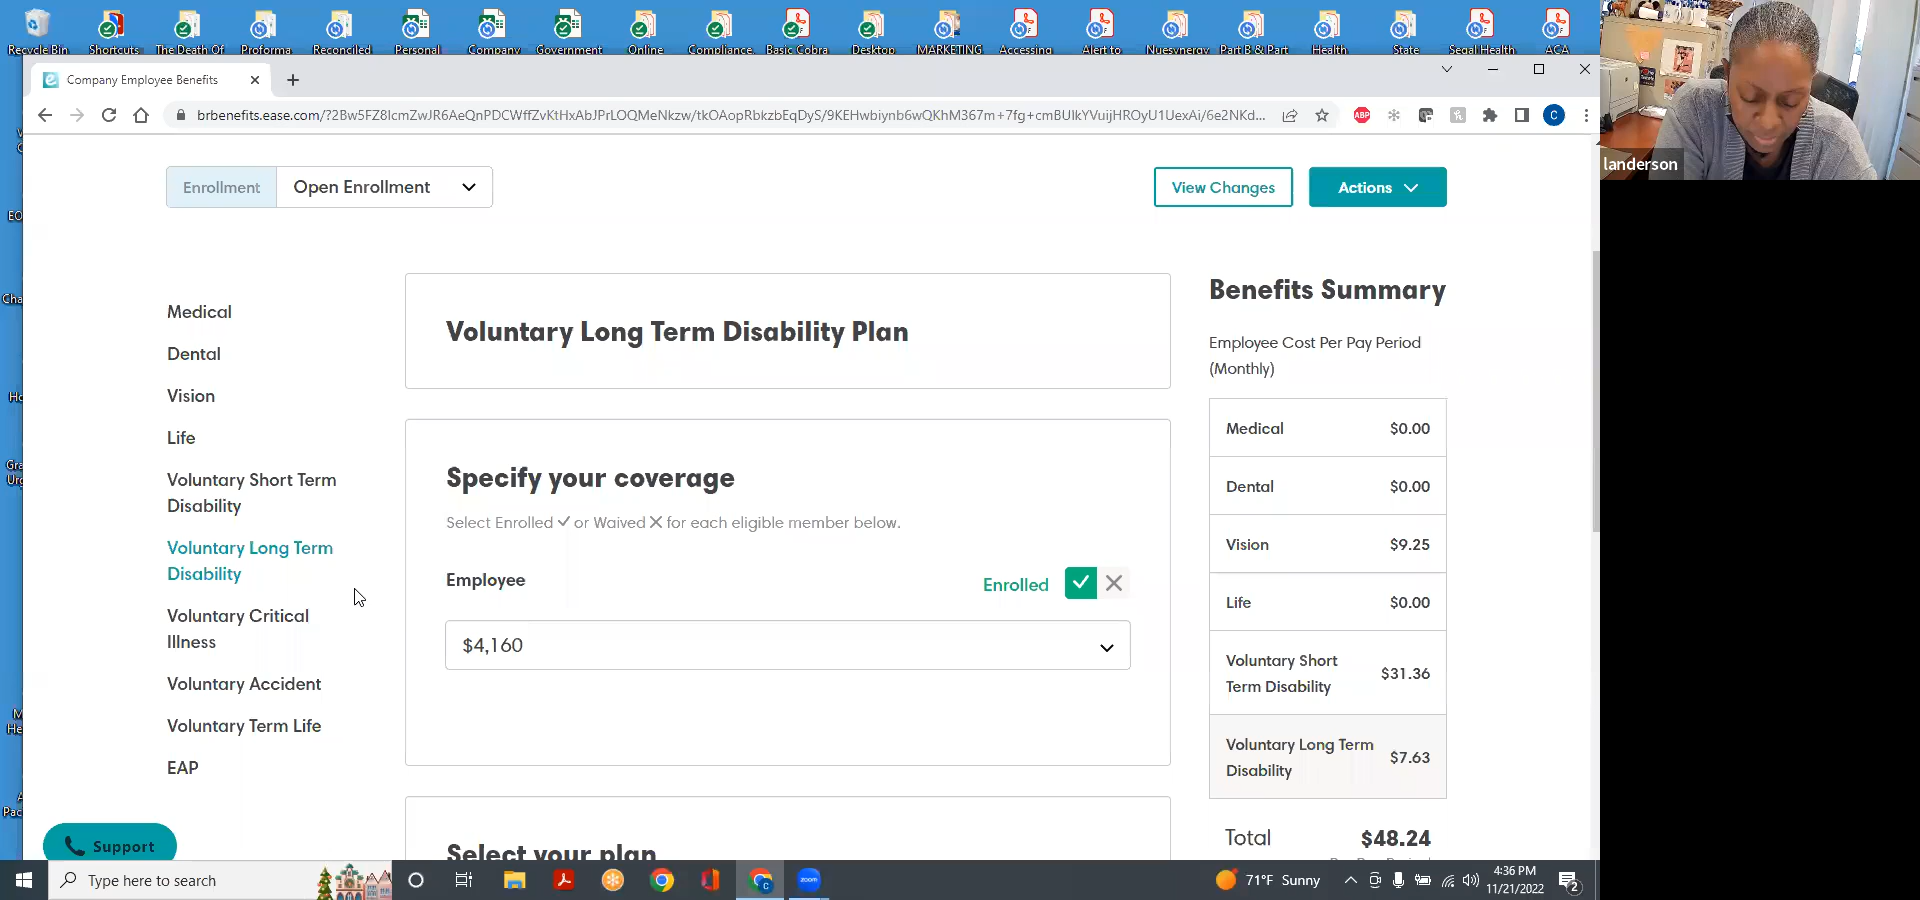 Recycle Bin
Shortcuts
The Death Of
Proforma
Reconciled
Personal
Company
Government
Online
Compliance
Basic Cobra
Desktop
MARKETING
Accessing
Alert to
Nuesynergy
Part B & Part
Health
State
Segal Health
ACA
Company Employee Benefits
brbenefits.ease.com/?2Bw5FZ8IcmZwJR6AeQnPDCWffZvKtHxAbJPrLOQMeNkzw/tkOAopRbkzbEqDyS/9KEHwbiynb6wQKhM367m+7fg+cmBUlkYVuijHROyU1UexAi/6e2NKd...
ABP
C
landerson
Enrollment
Open Enrollment
View Changes
Actions
Medical
Dental
Vision
Life
Voluntary Short Term
Disability
Voluntary Long Term
Disability
Voluntary Critical
Illness
Voluntary Accident
Voluntary Term Life
EAP
Support
Voluntary Long Term Disability Plan
Specify your coverage
Select Enrolled ✓ or Waived ✕ for each eligible member below.
Employee
Enrolled
$4,160
Select your plan
Benefits Summary
Employee Cost Per Pay Period
(Monthly)
Medical $0.00
Dental $0.00
Vision $9.25
Life $0.00
Voluntary Short
Term Disability $31.36
Voluntary Long Term
Disability $7.63
Total $48.24
Type here to search
zoom
71°F Sunny
4:36 PM
11/21/2022
2